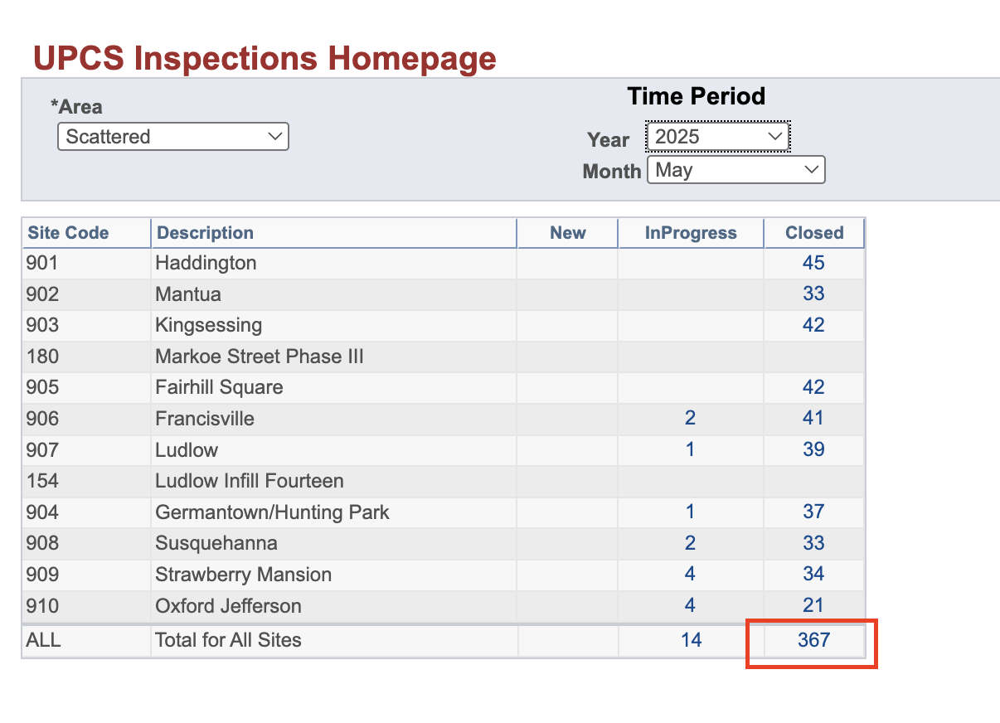 UPCS Inspections Homepage
*Area
Scattered
Time Period
Year 2025
Month May
Site Code Description New InProgress Closed
901 Haddington 45
902 Mantua 33
903 Kingsessing 42
180 Markoe Street Phase III
905 Fairhill Square 42
906 Francisville 2 41
907 Ludlow 1 39
154 Ludlow Infill Fourteen
904 Germantown/Hunting Park 1 37
908 Susquehanna 2 33
909 Strawberry Mansion 4 34
910 Oxford Jefferson 4 21
ALL Total for All Sites 14 367